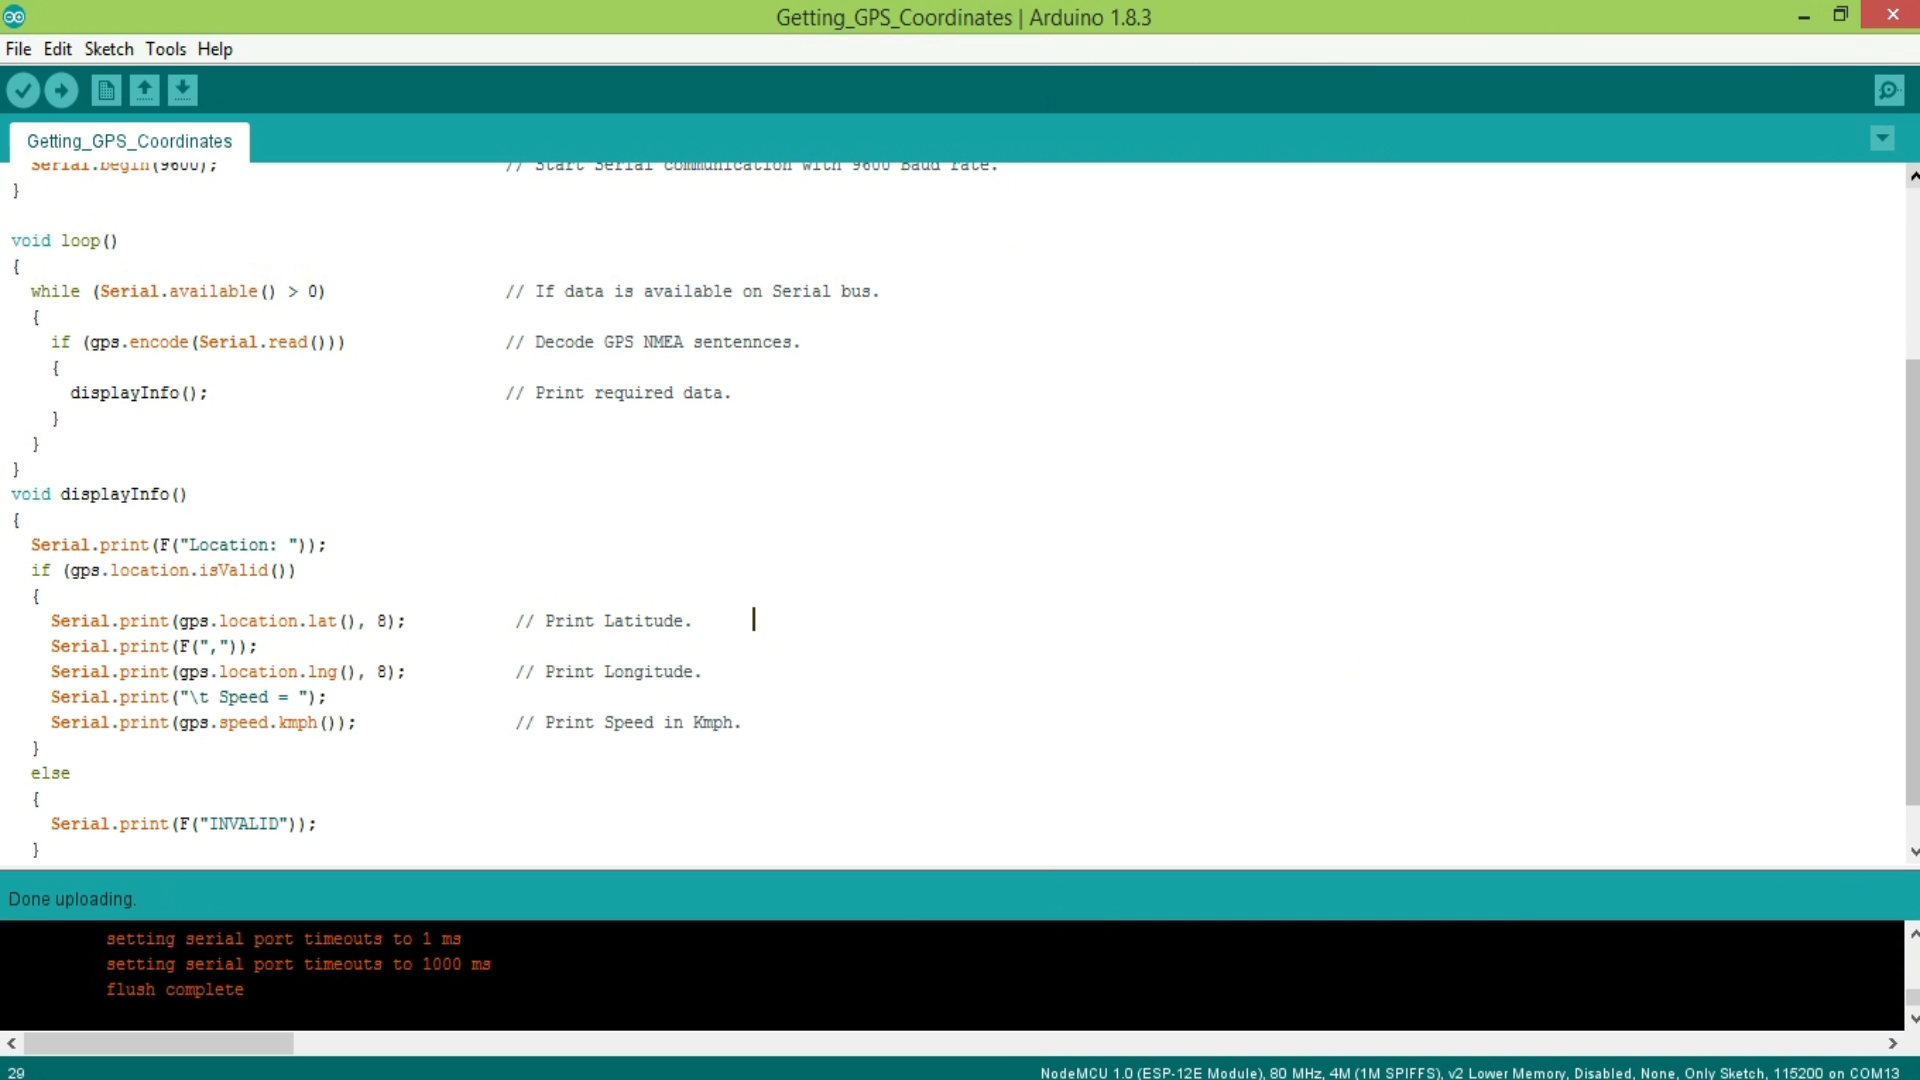 Getting_GPS_Coordinates | Arduino 1.8.3
File Edit Sketch Tools Help
Getting_GPS_Coordinates
Serial.begin(9600); // Start Serial communication with 9600 Baud rate.
}
void loop()
{
while (Serial.available() > 0) // If data is available on Serial bus.
{
if (gps.encode(Serial.read())) // Decode GPS NMEA sentennces.
{
displayInfo(); // Print required data.
}
}
}
void displayInfo()
{
Serial.print(F("Location: "));
if (gps.location.isValid())
{
Serial.print(gps.location.lat(), 8); // Print Latitude.
Serial.print(F(","));
Serial.print(gps.location.lng(), 8); // Print Longitude.
Serial.print("\t Speed = ");
Serial.print(gps.speed.kmph()); // Print Speed in Kmph.
}
else
{
Serial.print(F("INVALID"));
}
Done uploading.
setting serial port timeouts to 1 ms
setting serial port timeouts to 1000 ms
flush complete
29 NodeMCU 1.0 (ESP-12E Module), 80 MHz, 4M (1M SPIFFS), v2 Lower Memory, Disabled, None, Only Sketch, 115200 on COM13